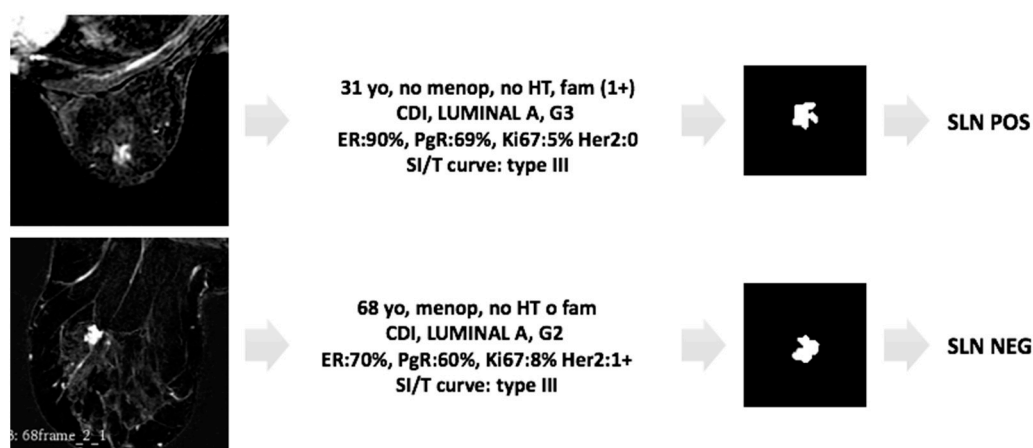 31 yo, no menop, no HT, fam (1+)
CDI, LUMINAL A, G3
ER:90%, PgR:69%, Ki67:5% Her2:0
SI/T curve: type III
SLN POS
68 yo, menop, no HT o fam
CDI, LUMINAL A, G2
ER:70%, PgR:60%, Ki67:8% Her2:1+
SI/T curve: type III
SLN NEG
: 68frame_2_1